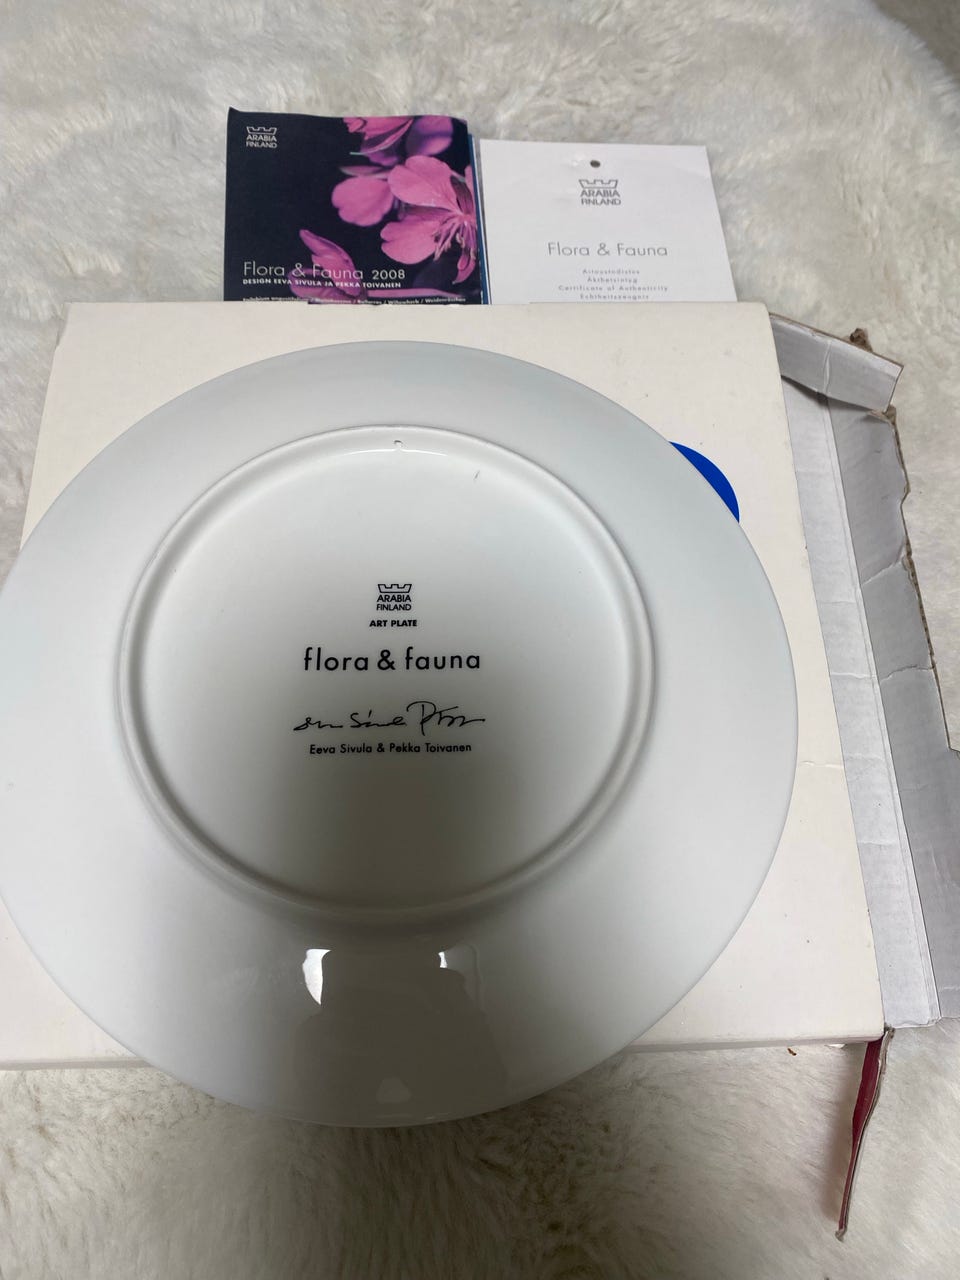 ARABIA
FINLAND
Flora & Fauna 2008
DESIGN EEVA SIVULA JA PEKKA TOIVANEN
ARABIA
FINLAND
Flora & Fauna
Aitoustodistus
Äkthetsintyg
Certificate of Authenticity
Echtheitszeugnis
ARABIA
FINLAND
ART PLATE
flora & fauna
Eeva Sivula & Pekka Toivanen